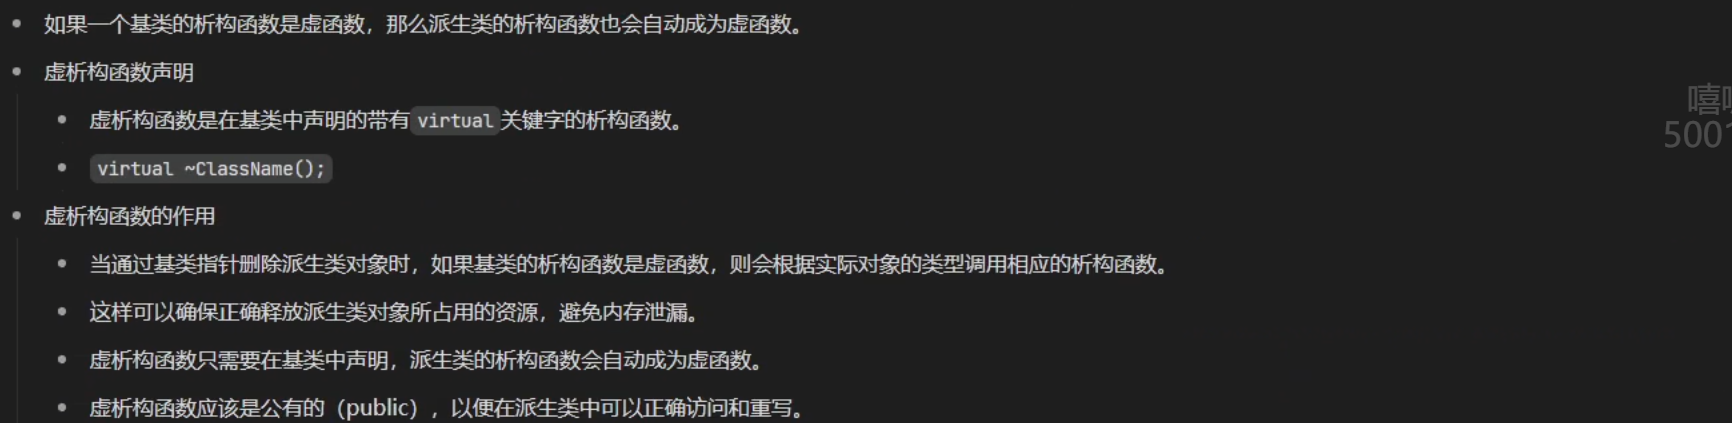 如果一个基类的析构函数是虚函数，那么派生类的析构函数也会自动成为虚函数。
虚析构函数声明
虚析构函数是在基类中声明的带有virtual关键字的析构函数。
virtual ~ClassName();
虚析构函数的作用
当通过基类指针删除派生类对象时，如果基类的析构函数是虚函数，则会根据实际对象的类型调用相应的析构函数。
这样可以确保正确释放派生类对象所占用的资源，避免内存泄漏。
虚析构函数只需要在基类中声明，派生类的析构函数会自动成为虚函数。
虚析构函数应该是公有的（public），以便在派生类中可以正确访问和重写。
嘻
500